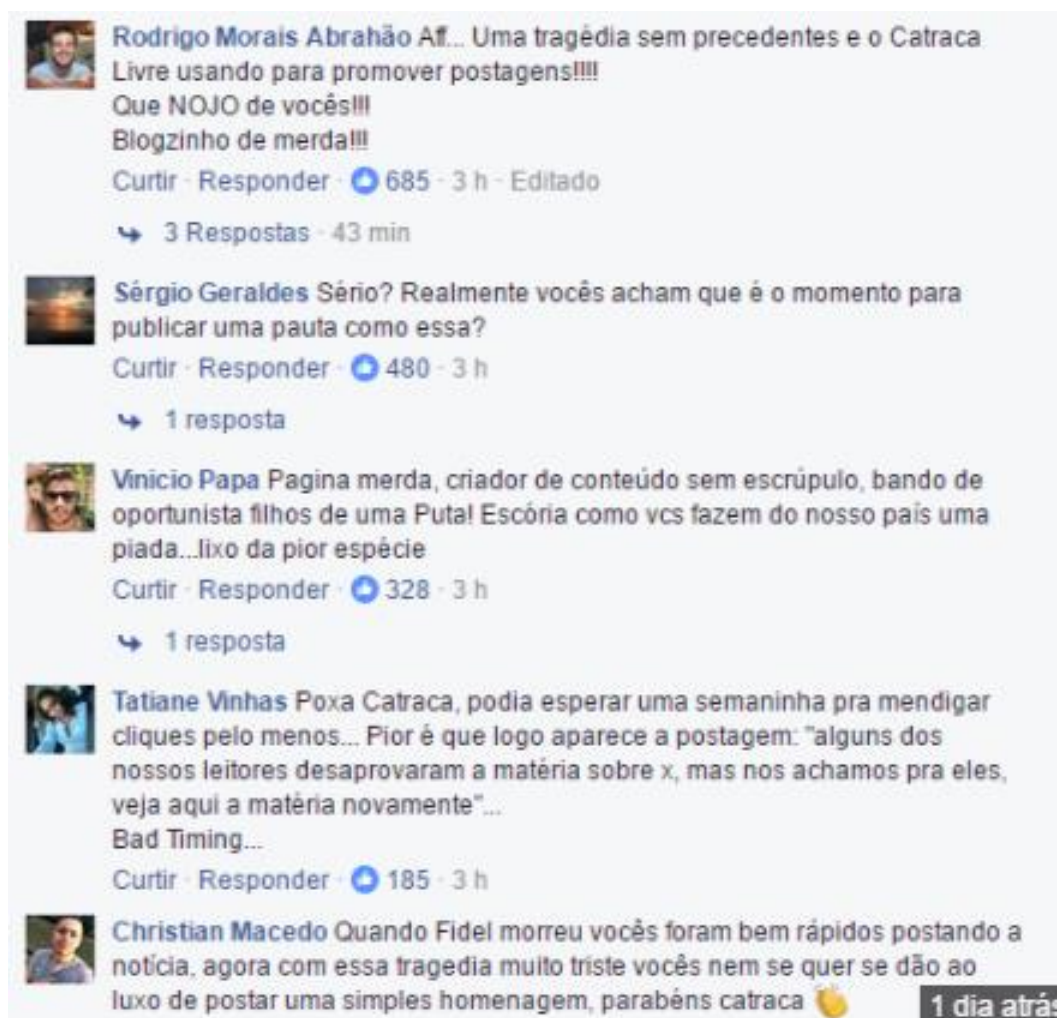 Rodrigo Morais Abrahão Aff... Uma tragédia sem precedentes e o Catraca
Livre usando para promover postagens!!!!
Que NOJO de vocês!!!
Blogzinho de merda!!!
Curtir · Responder · 685 · 3 h · Editado
3 Respostas · 43 min
Sérgio Geraldes Sério? Realmente vocês acham que é o momento para
publicar uma pauta como essa?
Curtir · Responder · 480 · 3 h
1 resposta
Vinicio Papa Pagina merda, criador de conteúdo sem escrúpulo, bando de
oportunista filhos de uma Puta! Escória como vcs fazem do nosso país uma
piada...lixo da pior espécie
Curtir · Responder · 328 · 3 h
1 resposta
Tatiane Vinhas Poxa Catraca, podia esperar uma semaninha pra mendigar
cliques pelo menos... Pior é que logo aparece a postagem: "alguns dos
nossos leitores desaprovaram a matéria sobre x, mas nos achamos pra eles,
veja aqui a matéria novamente"...
Bad Timing...
Curtir · Responder · 185 · 3 h
Christian Macedo Quando Fidel morreu vocês foram bem rápidos postando a
notícia, agora com essa tragedia muito triste vocês nem se quer se dão ao
luxo de postar uma simples homenagem, parabéns catraca 👏
1 dia atrás